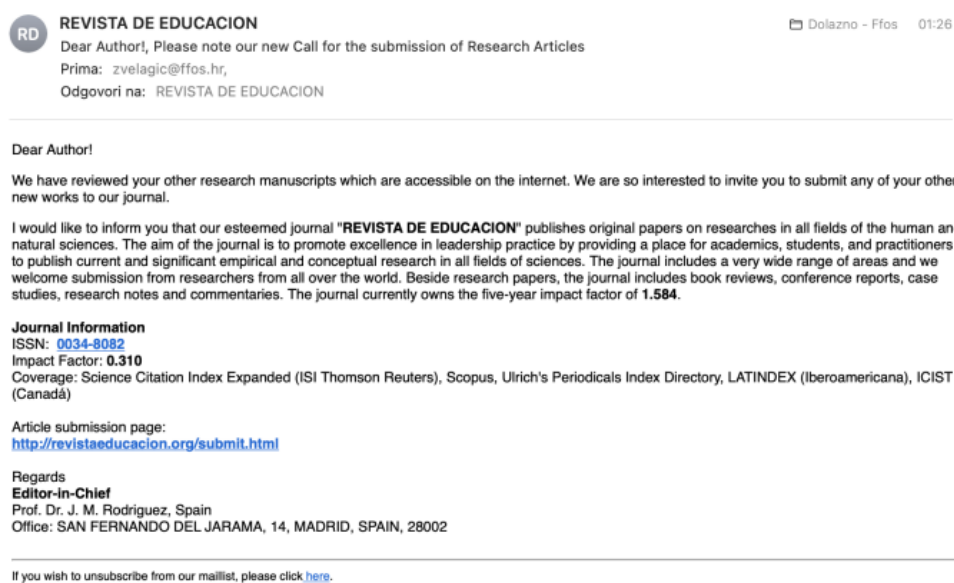 RD
REVISTA DE EDUCACION
Dolazno - Ffos 01:26
Dear Author!, Please note our new Call for the submission of Research Articles
Prima: zvelagic@ffos.hr,
Odgovori na: REVISTA DE EDUCACION
Dear Author!
We have reviewed your other research manuscripts which are accessible on the internet. We are so interested to invite you to submit any of your other
new works to our journal.
I would like to inform you that our esteemed journal "REVISTA DE EDUCACION" publishes original papers on researches in all fields of the human an
natural sciences. The aim of the journal is to promote excellence in leadership practice by providing a place for academics, students, and practitioners
to publish current and significant empirical and conceptual research in all fields of sciences. The journal includes a very wide range of areas and we
welcome submission from researchers from all over the world. Beside research papers, the journal includes book reviews, conference reports, case
studies, research notes and commentaries. The journal currently owns the five-year impact factor of 1.584.
Journal Information
ISSN: 0034-8082
Impact Factor: 0.310
Coverage: Science Citation Index Expanded (ISI Thomson Reuters), Scopus, Ulrich's Periodicals Index Directory, LATINDEX (Iberoamericana), ICIST
(Canadá)
Article submission page:
http://revistaeducacion.org/submit.html
Regards
Editor-in-Chief
Prof. Dr. J. M. Rodriguez, Spain
Office: SAN FERNANDO DEL JARAMA, 14, MADRID, SPAIN, 28002
If you wish to unsubscribe from our maillist, please click here.